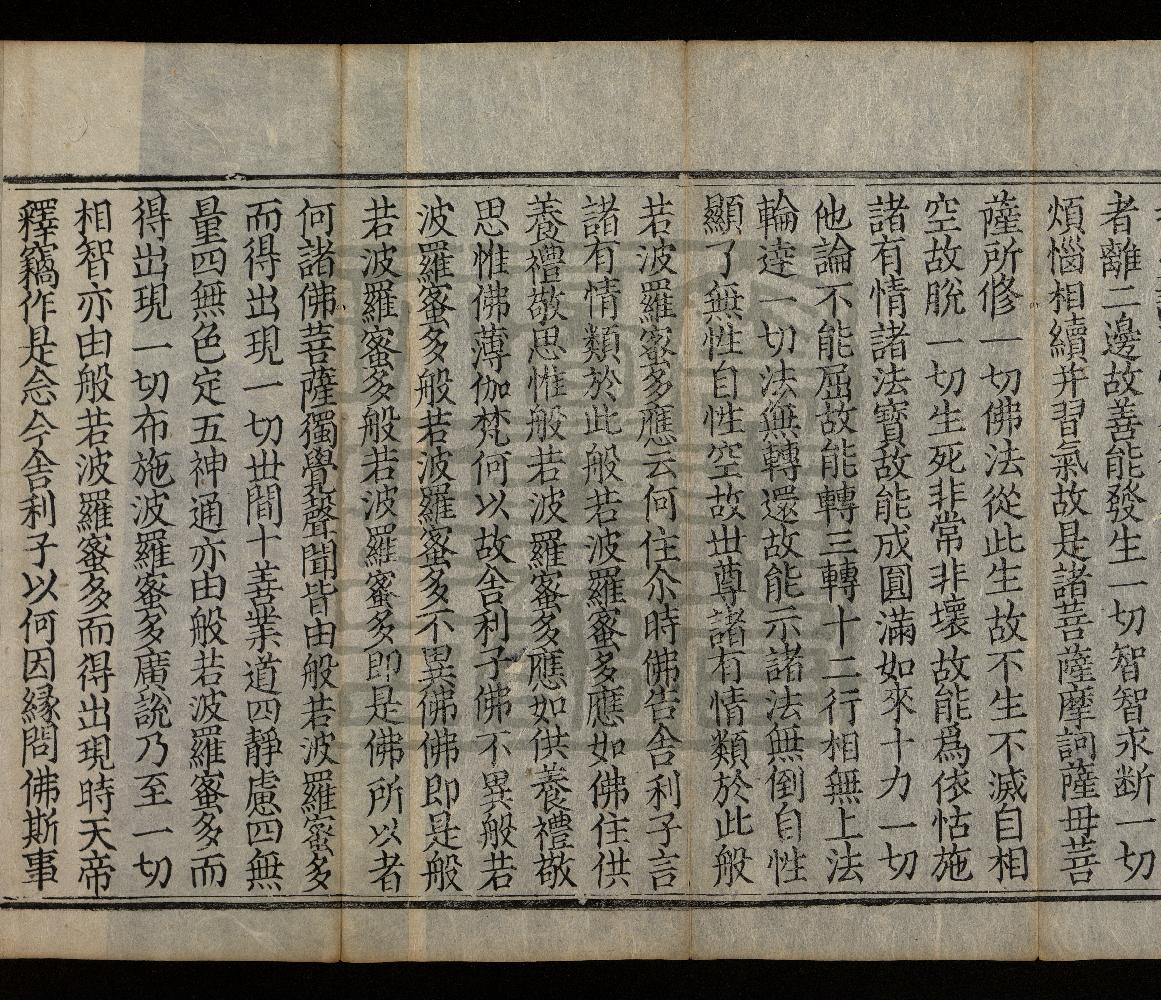 者離二邊故善能發生一切智智永断一切
煩惱相續并習氣故是諸菩薩摩訶薩母菩
薩所修一切佛法從此生故不生不滅自相
空故脫一切生死非常非壞故能爲依怙施
諸有情諸法寶故能成圓滿如來十力一切
他論不能屈故能轉三轉十二行相無上法
輪達一切法無轉還故能示諸法無倒自性
顯了無性自性空故世尊諸有情類於此般
若波羅蜜多應云何住尒時佛告舎利子言
諸有情類於此般若波羅蜜多應如佛住供
養禮敬思惟般若波羅蜜多應如供養禮敬
思惟佛薄伽梵何以故舎利子佛不異般若
波羅蜜多般若波羅蜜多不異佛佛即是般
若波羅蜜多般若波羅蜜多即是佛所以者
何諸佛菩薩獨覺聲聞皆由般若波羅蜜多
而得出現一切世間十善業道四靜慮四無
量四無色定五神通亦由般若波羅蜜多而
得出現一切布施波羅蜜多廣說乃至一切
相智亦由般若波羅蜜多而得出現時天帝
釋竊作是念今舎利子以何因緣問佛斯事